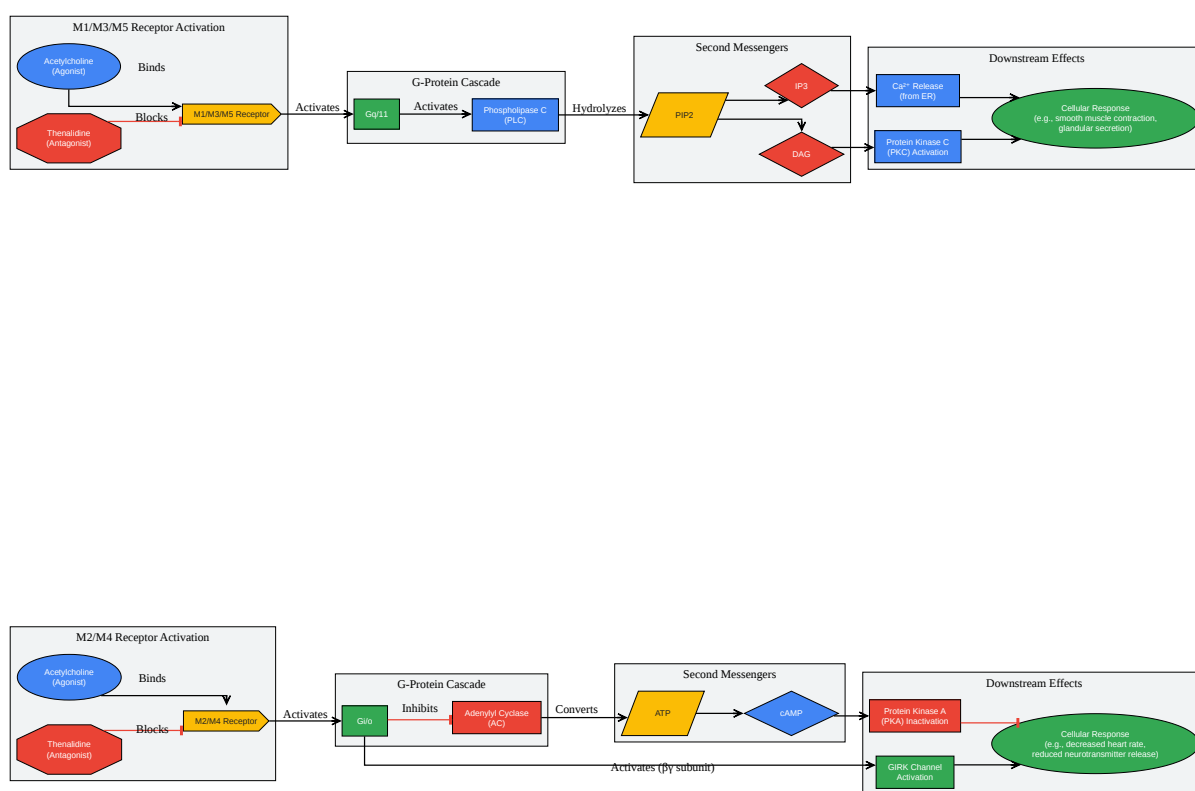 M1/M3/M5 Receptor Activation
Acetylcholine
(Agonist)
Binds
Blocks
M1/M3/M5 Receptor
Thenalidine
(Antagonist)
Activates
G-Protein Cascade
Gq/11
Activates
Phospholipase C
(PLC)
Hydrolyzes
Second Messengers
PIP2
IP3
DAG
Downstream Effects
Ca²⁺ Release
(from ER)
Protein Kinase C
(PKC) Activation
Cellular Response
(e.g., smooth muscle contraction,
glandular secretion)
M2/M4 Receptor Activation
Acetylcholine
(Agonist)
Binds
Blocks
M2/M4 Receptor
Thenalidine
(Antagonist)
Activates
G-Protein Cascade
Gi/o
Inhibits
Adenylyl Cyclase
(AC)
Converts
Activates (βγ subunit)
Second Messengers
ATP
cAMP
Downstream Effects
Protein Kinase A
(PKA) Inactivation
GIRK Channel
Activation
Cellular Response
(e.g., decreased heart rate,
reduced neurotransmitter release)